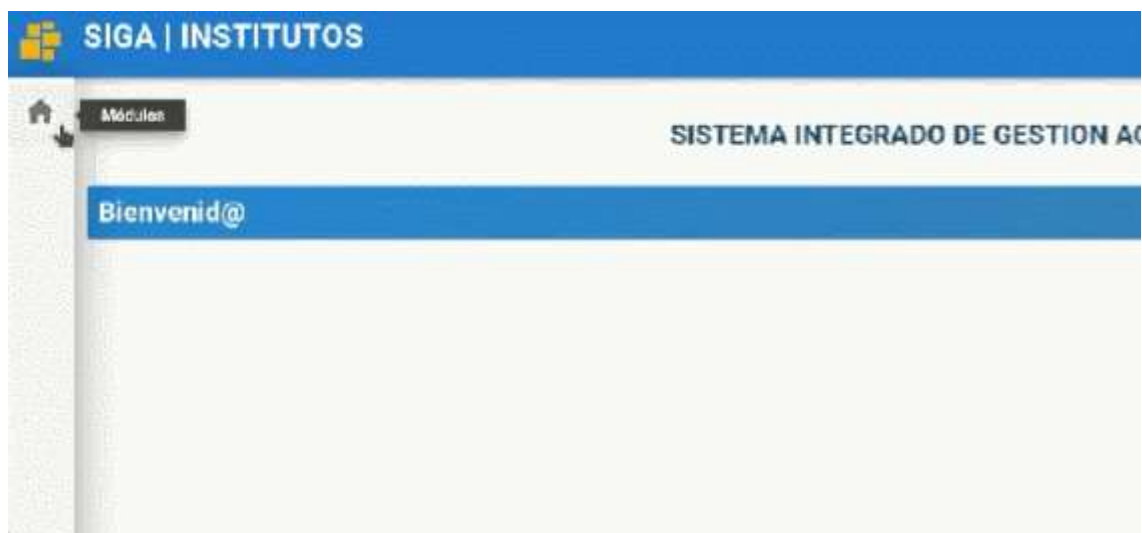 SIGA | INSTITUTOS
Módulos
SISTEMA INTEGRADO DE GESTION AC
Bienvenid@